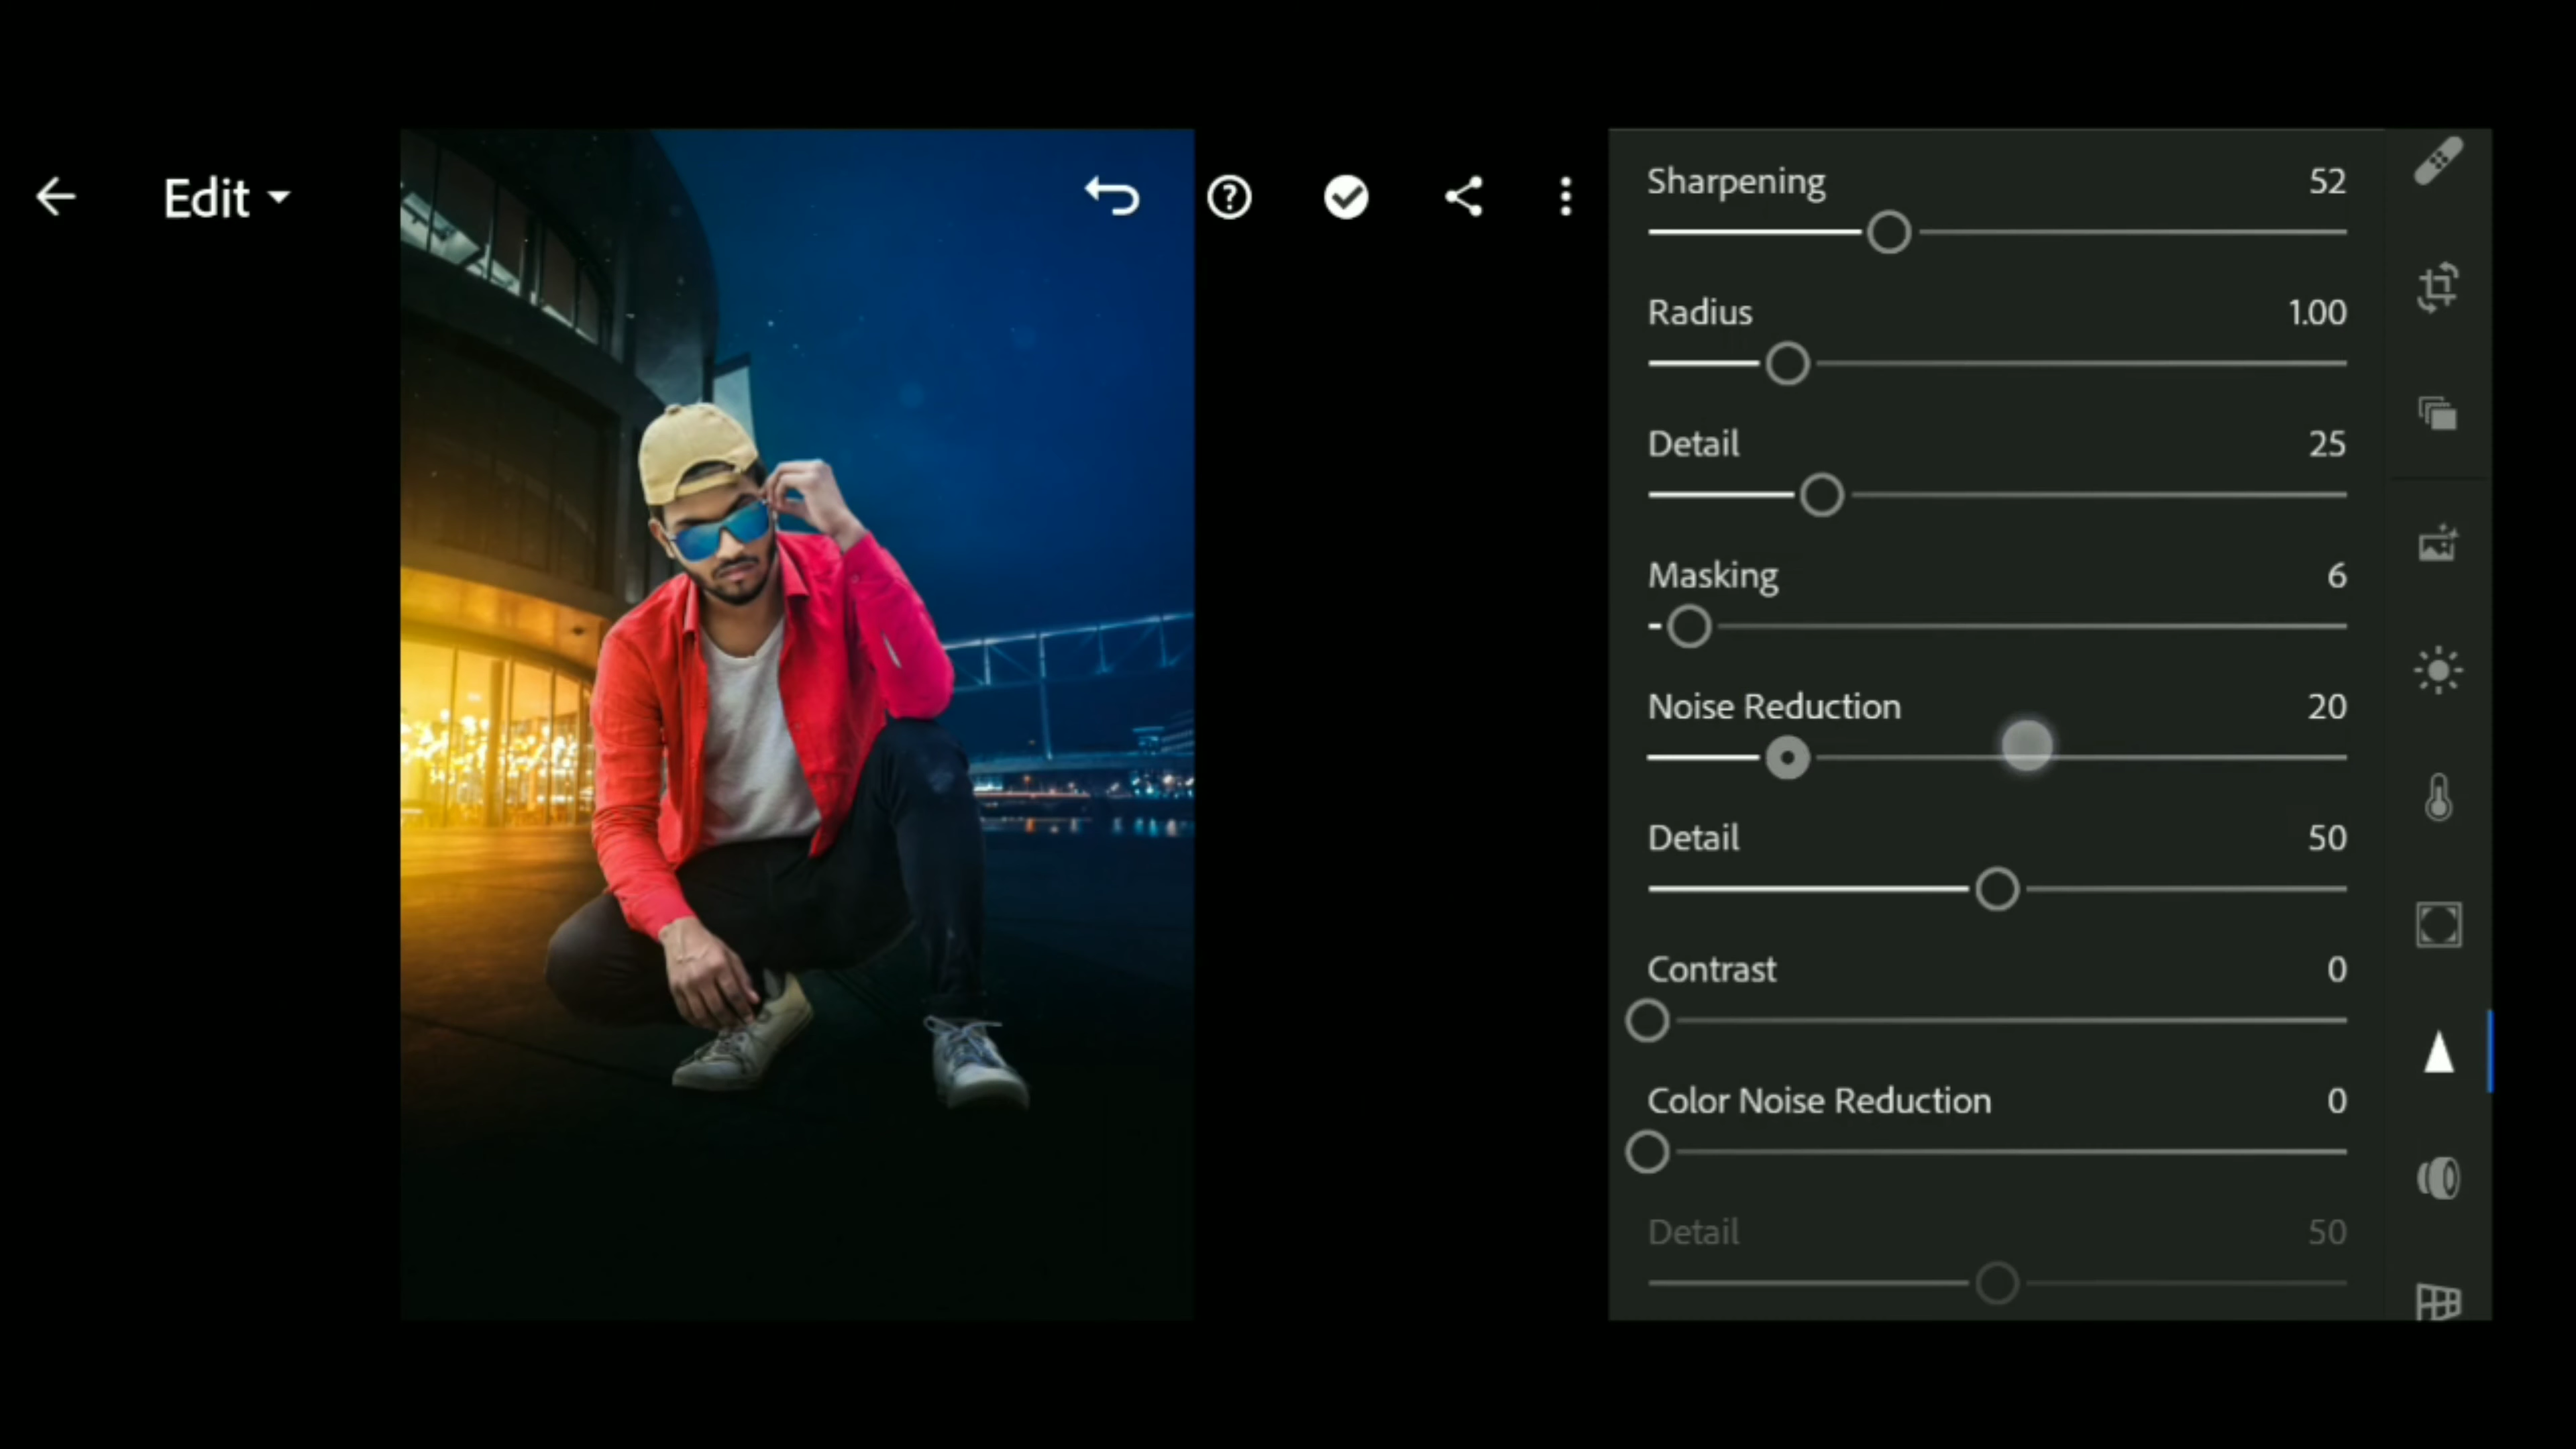 Edit
Sharpening 52
Radius 1.00
Detail 25
Masking 6
Noise Reduction 20
Detail 50
Contrast 0
Color Noise Reduction 0
Detail 50